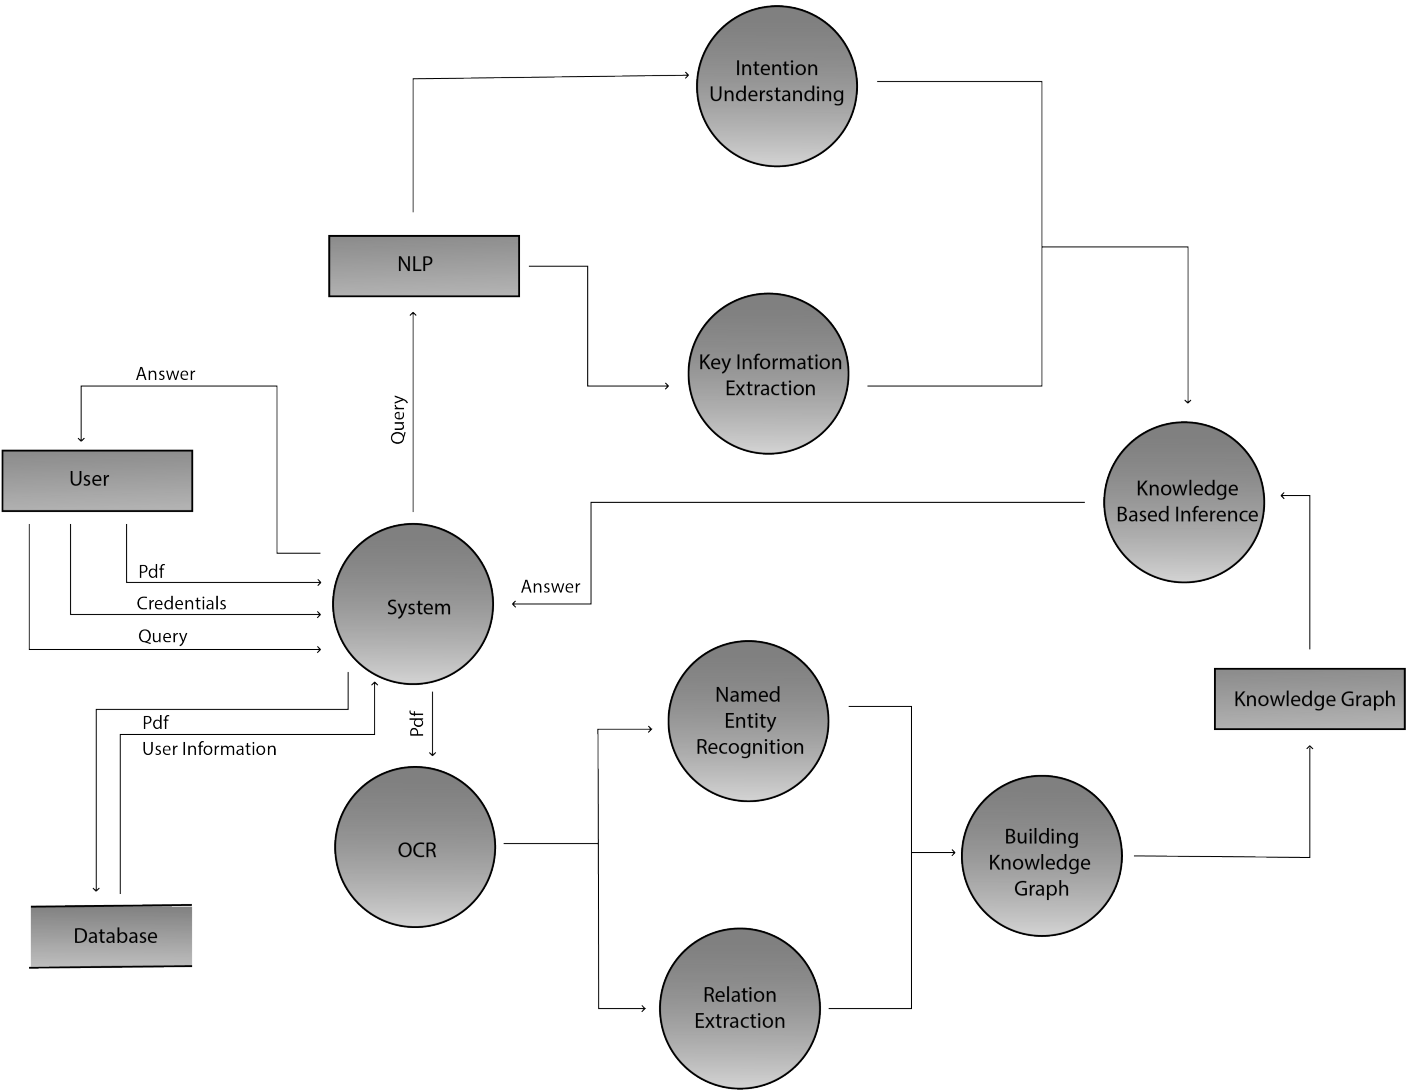 Intention
Understanding
NLP
Key Information
Extraction
Answer
Query
User
Knowledge
Based Inference
Pdf
Credentials
Query
Answer
System
Pdf
User Information
Pdf
Named
Entity
Recognition
Knowledge Graph
OCR
Building
Knowledge
Graph
Database
Relation
Extraction